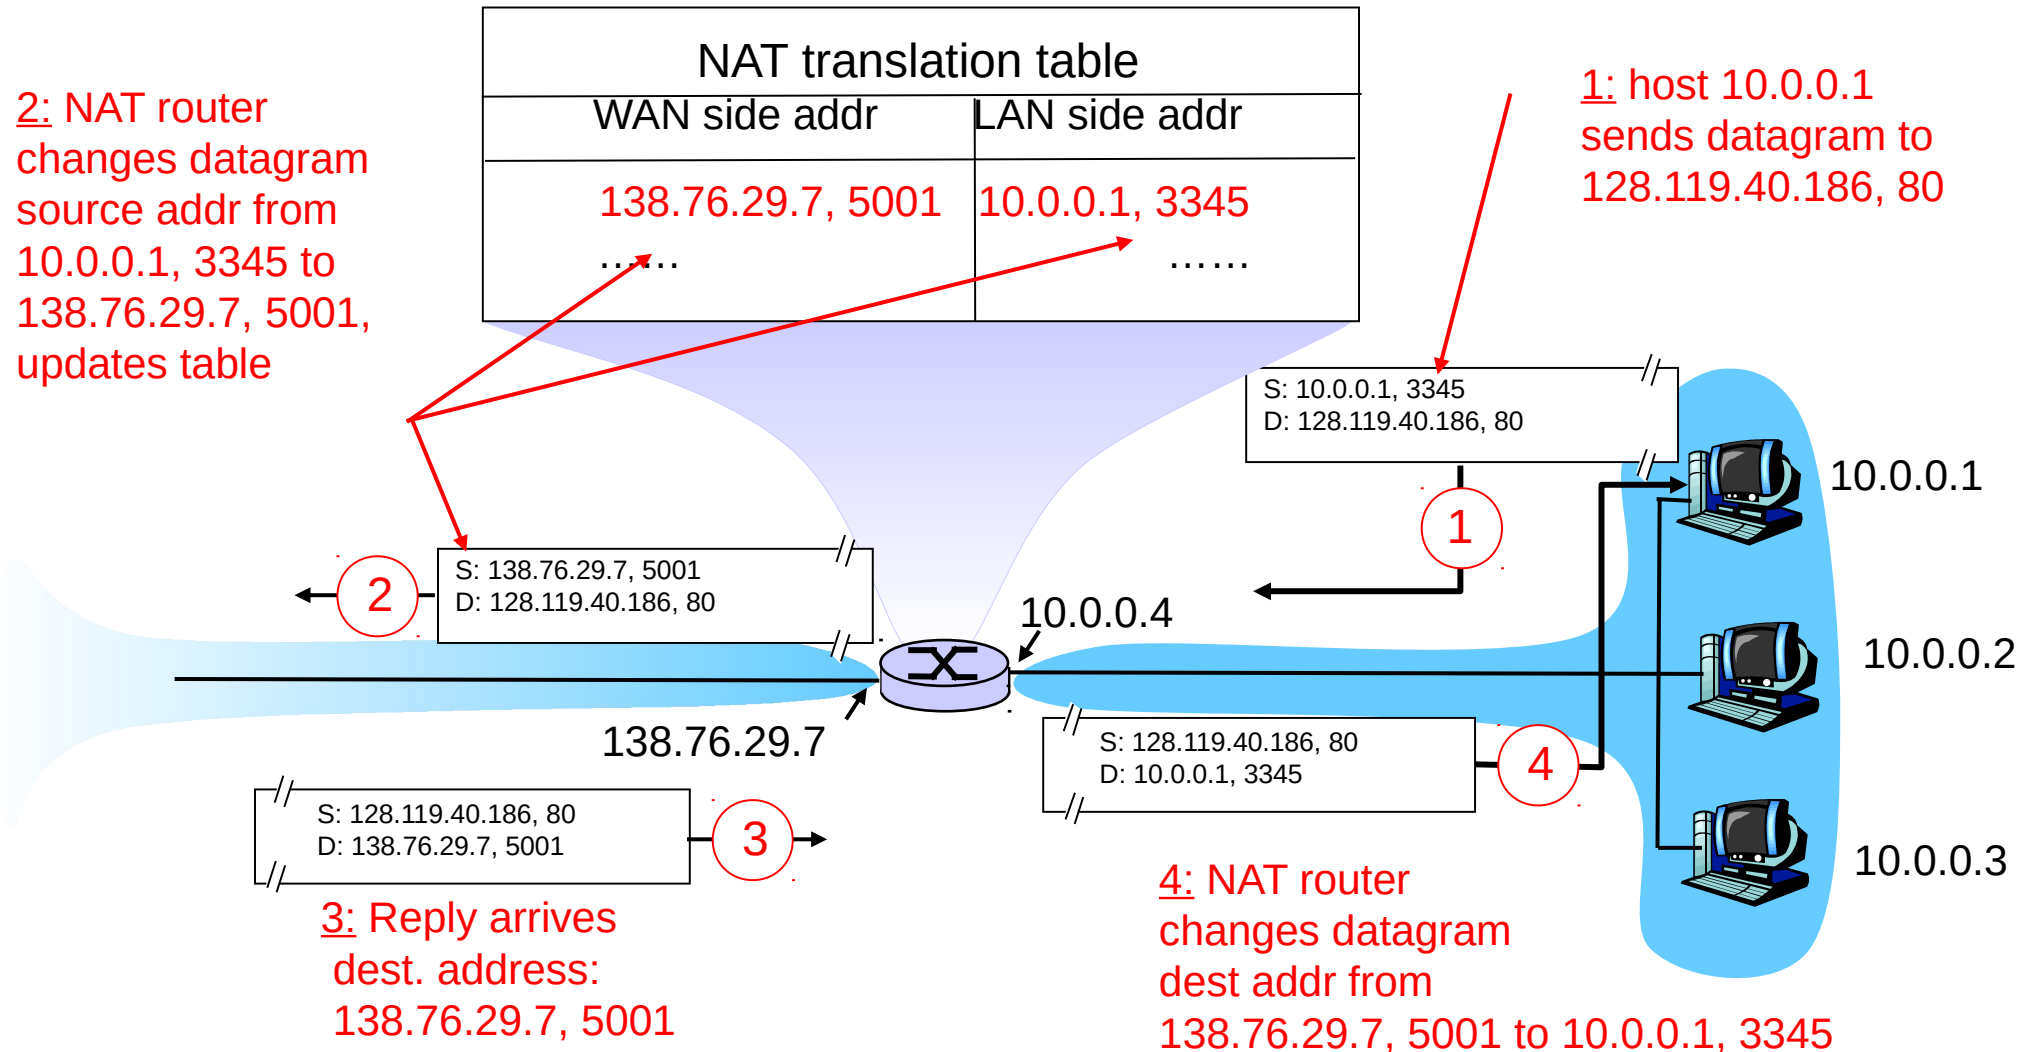 NAT translation table
WAN side addr LAN side addr
138.76.29.7, 5001 10.0.0.1, 3345
…… ……
2: NAT router
changes datagram
source addr from
10.0.0.1, 3345 to
138.76.29.7, 5001,
updates table
1: host 10.0.0.1
sends datagram to
128.119.40.186, 80
S: 10.0.0.1, 3345
D: 128.119.40.186, 80
1
10.0.0.1
S: 138.76.29.7, 5001
D: 128.119.40.186, 80
2
10.0.0.4
10.0.0.2
138.76.29.7
S: 128.119.40.186, 80
D: 10.0.0.1, 3345
4
S: 128.119.40.186, 80
D: 138.76.29.7, 5001
3
10.0.0.3
3: Reply arrives
dest. address:
138.76.29.7, 5001
4: NAT router
changes datagram
dest addr from
138.76.29.7, 5001 to 10.0.0.1, 3345